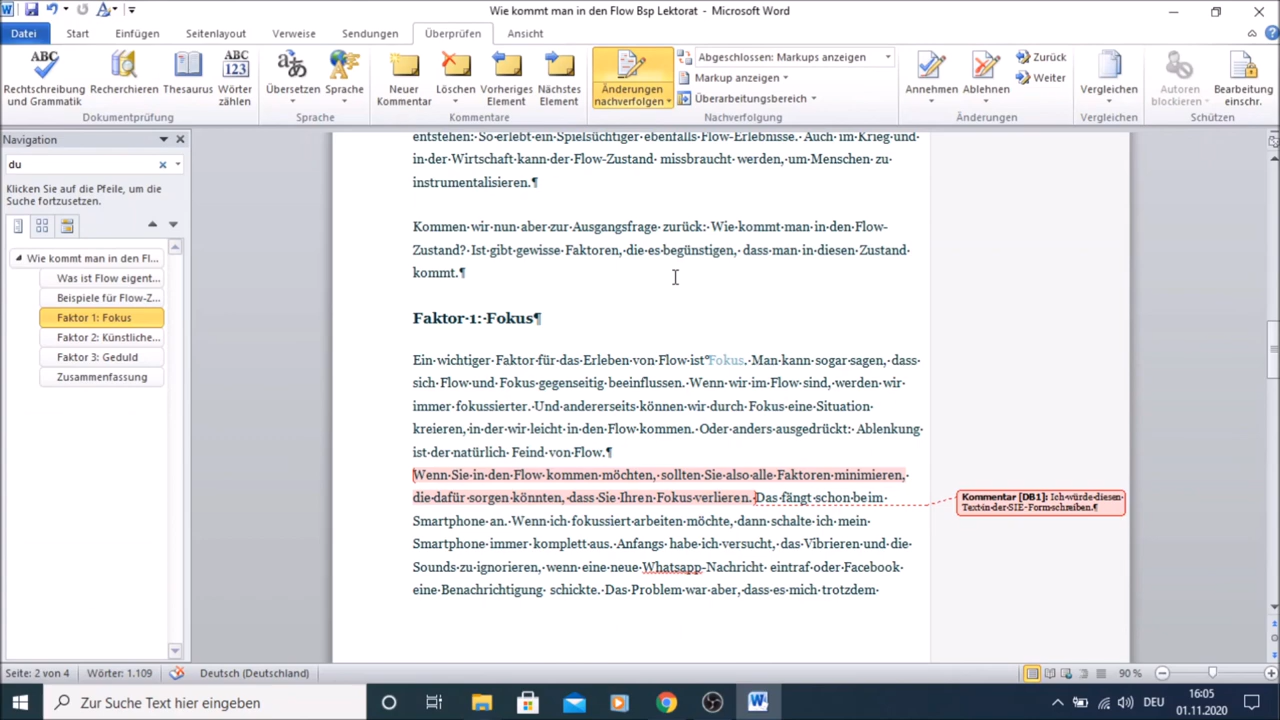 Wie kommt man in den Flow Bsp Lektorat - Microsoft Word
Datei Start Einfügen Seitenlayout Verweise Sendungen Überprüfen Ansicht
Rechtschreibung und Grammatik
Recherchieren
Thesaurus
Wörter zählen
Übersetzen
Sprache
Neuer Kommentar
Löschen
Vorheriges Element
Nächstes Element
Änderungen nachverfolgen
Abgeschlossen: Markups anzeigen
Markup anzeigen
Überarbeitungsbereich
Annehmen
Ablehnen
Zurück
Weiter
Vergleichen
Autoren blockieren
Bearbeitung einschr.
Dokumentprüfung Sprache Kommentare Nachverfolgung Änderungen Vergleichen Schützen
Navigation
du
Klicken Sie auf die Pfeile, um die
Suche fortzusetzen.
Wie kommt man in den Fl...
Was ist Flow eigent...
Beispiele für Flow-Z...
Faktor 1: Fokus
Faktor 2: Künstliche...
Faktor 3: Geduld
Zusammenfassung
entstehen:·So·erlebt·ein·Spielsüchtiger·ebenfalls·Flow-Erlebnisse.·Auch·im·Krieg·und·
in·der·Wirtschaft·kann·der·Flow-Zustand·missbraucht·werden,·um·Menschen·zu·
instrumentalisieren.¶
Kommen·wir·nun·aber·zur·Ausgangsfrage·zurück:·Wie·kommt·man·in·den·Flow-
Zustand?·Ist·gibt·gewisse·Faktoren,·die·es·begünstigen,·dass·man·in·diesen·Zustand·
kommt.¶
Faktor·1:·Fokus¶
Ein·wichtiger·Faktor·für·das·Erleben·von·Flow·ist°Fokus.·Man·kann·sogar·sagen,·dass·
sich·Flow·und·Fokus·gegenseitig·beeinflussen.·Wenn·wir·im·Flow·sind,·werden·wir·
immer·fokussierter.·Und·andererseits·können·wir·durch·Fokus·eine·Situation·
kreieren,·in·der·wir·leicht·in·den·Flow·kommen.·Oder·anders·ausgedrückt:·Ablenkung·
ist·der·natürlich·Feind·von·Flow.¶
Wenn·Sie·in·den·Flow·kommen·möchten,·sollten·Sie·also·alle·Faktoren·minimieren,·
die·dafür·sorgen·könnten,·dass·Sie·Ihren·Fokus·verlieren.·Das·fängt·schon·beim·
Smartphone·an.·Wenn·ich·fokussiert·arbeiten·möchte,·dann·schalte·ich·mein·
Smartphone·immer·komplett·aus.·Anfangs·habe·ich·versucht,·das·Vibrieren·und·die·
Sounds·zu·ignorieren,·wenn·eine·neue·Whatsapp-Nachricht·eintraf·oder·Facebook·
eine·Benachrichtigung·schickte.·Das·Problem·war·aber,·dass·es·mich·trotzdem·
Kommentar [DB1]: Ich·würde·diesen·
Text·in·der·SIE-Form·schreiben.¶
Seite: 2 von 4 Wörter: 1.109 Deutsch (Deutschland) 90 %
Zur Suche Text hier eingeben
DEU
16:05
01.11.2020